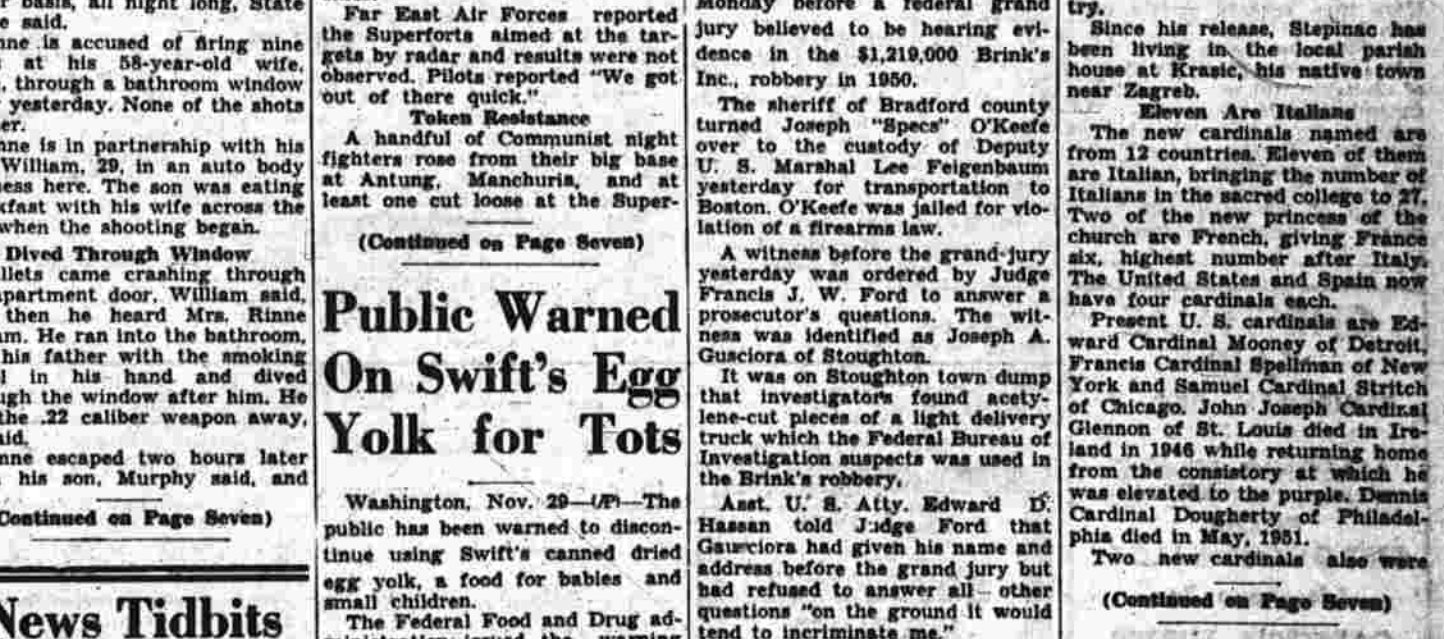 basis, all night long, State
said.
is accused of firing nine
at his 58-year-old wife,
through a bathroom window
yesterday. None of the shots
er.
is in partnership with his
William, 29, in an auto body
here. The son was eating
with his wife across the
when the shooting began.
Dived Through Window
came crashing through
door, William said,
then he heard Mrs. Rinne
He ran into the bathroom,
his father with the smoking
in his hand and dived
the window after him. He
the .22 caliber weapon away,
escaped two hours later
his son, Murphy said, and
Continued on Page Seven)
News Tidbits
Far East Air Forces reported
the Superforts aimed at the tar-
gets by radar and results were not
observed. Pilots reported "We got
out of there quick."
Token Resistance
A handful of Communist night
fighters rose from their big base
at Antung, Manchuria, and at
least one cut loose at the Super-
(Continued on Page Seven)
Public Warned
On Swift's Egg
Yolk for Tots
Washington, Nov. 29—(AP)—The
public has been warned to discon-
tinue using Swift's canned dried
egg yolk, a food for babies and
small children.
The Federal Food and Drug ad-
ministration issued the warning
Monday before a federal grand
jury believed to be hearing evi-
dence in the $1,219,000 Brink's
Inc., robbery in 1950.
The sheriff of Bradford county
turned Joseph "Specs" O'Keefe
over to the custody of Deputy
U. S. Marshal Lee Feigenbaum
yesterday for transportation to
Boston. O'Keefe was jailed for vio-
lation of a firearms law.
A witness before the grand jury
yesterday was ordered by Judge
Francis J. W. Ford to answer a
prosecutor's questions. The wit-
ness was identified as Joseph A.
Gusciora of Stoughton.
It was on Stoughton town dump
that investigators found acety-
lene-cut pieces of a light delivery
truck which the Federal Bureau of
Investigation suspects was used in
the Brink's robbery.
Asst. U. S. Atty. Edward D.
Hassan told Judge Ford that
Gausciora had given his name and
address before the grand jury but
had refused to answer all other
questions "on the ground it would
tend to incriminate me."
try.
Since his release, Stepinac has
been living in the local parish
house at Krasic, his native town
near Zagreb.
Eleven Are Italians
The new cardinals named are
from 12 countries. Eleven of them
are Italian, bringing the number of
Italians in the sacred college to 27.
Two of the new princess of the
church are French, giving France
six, highest number after Italy.
The United States and Spain now
have four cardinals each.
Present U. S. cardinals are Ed-
ward Cardinal Mooney of Detroit,
Francis Cardinal Spellman of New
York and Samuel Cardinal Stritch
of Chicago. John Joseph Cardinal
Glennon of St. Louis died in Ire-
land in 1946 while returning home
from the consistory at which he
was elevated to the purple. Dennis
Cardinal Dougherty of Philadel-
phia died in May, 1951.
Two new cardinals also were
(Continued on Page Seven)